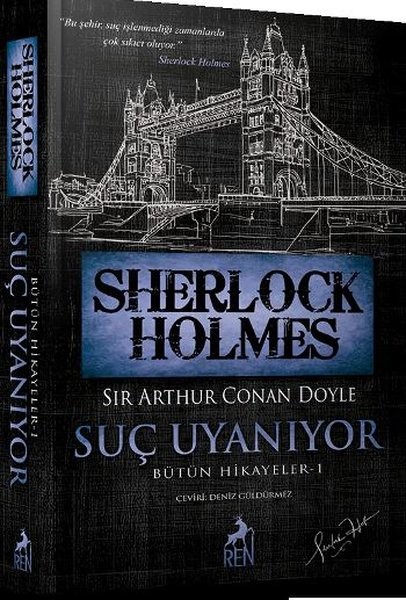 "Bu şehir, suç işlenmediği zamanlarda
çok sıkıcı oluyor."
Sherlock Holmes
SHERLOCK
HOLMES
SIR ARTHUR CONAN DOYLE
SUÇ UYANIYOR
BÜTÜN HİKAYELER-1
ÇEVİRİ: DENİZ GÜLDÜRMEZ
REN
SHERLOCK
HOLMES
BÜTÜN HİKAYELER-1
SUÇ UYANIYOR
REN